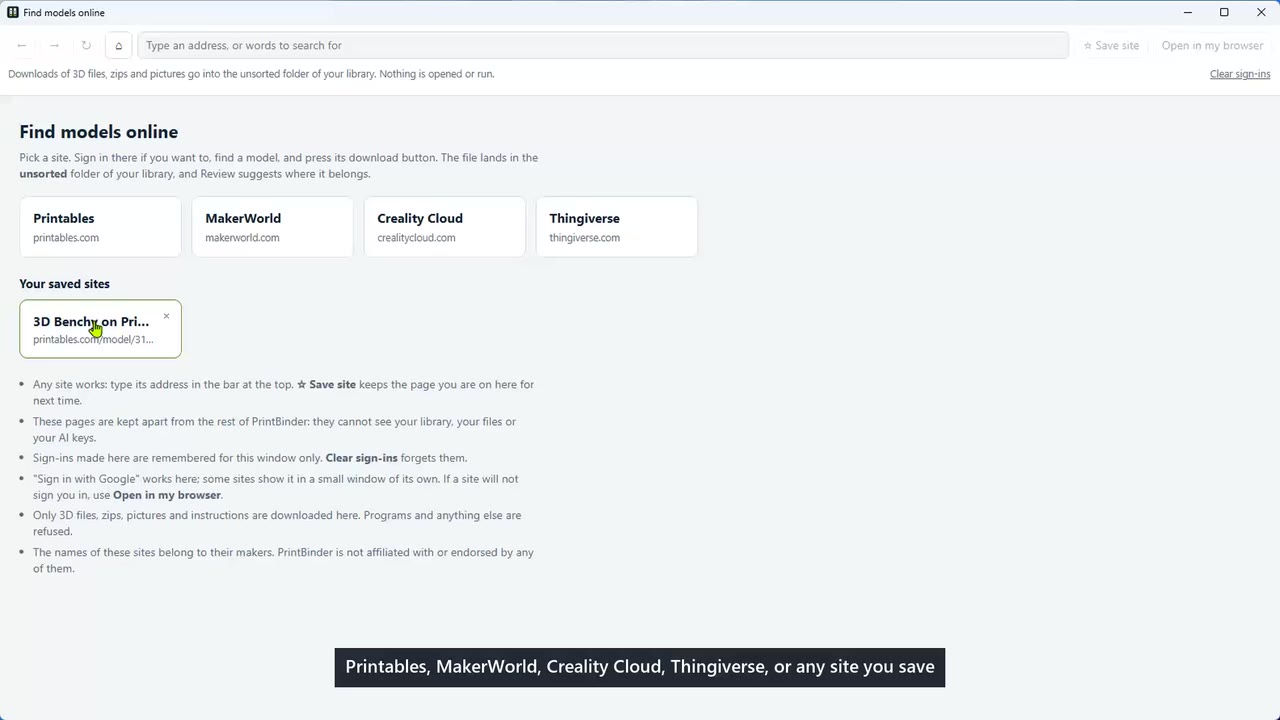 Find models online
Type an address, or words to search for
☆ Save site
Open in my browser
Downloads of 3D files, zips and pictures go into the unsorted folder of your library. Nothing is opened or run.
Clear sign-ins
Find models online
Pick a site. Sign in there if you want to, find a model, and press its download button. The file lands in the
unsorted folder of your library, and Review suggests where it belongs.
Printables
printables.com
MakerWorld
makerworld.com
Creality Cloud
crealitycloud.com
Thingiverse
thingiverse.com
Your saved sites
3D Benchy on Pri...
printables.com/model/31...
• Any site works: type its address in the bar at the top. ☆ Save site keeps the page you are on here for
next time.
• These pages are kept apart from the rest of PrintBinder: they cannot see your library, your files or
your AI keys.
• Sign-ins made here are remembered for this window only. Clear sign-ins forgets them.
• "Sign in with Google" works here; some sites show it in a small window of its own. If a site will not
sign you in, use Open in my browser.
• Only 3D files, zips, pictures and instructions are downloaded here. Programs and anything else are
refused.
• The names of these sites belong to their makers. PrintBinder is not affiliated with or endorsed by any
of them.
Printables, MakerWorld, Creality Cloud, Thingiverse, or any site you save